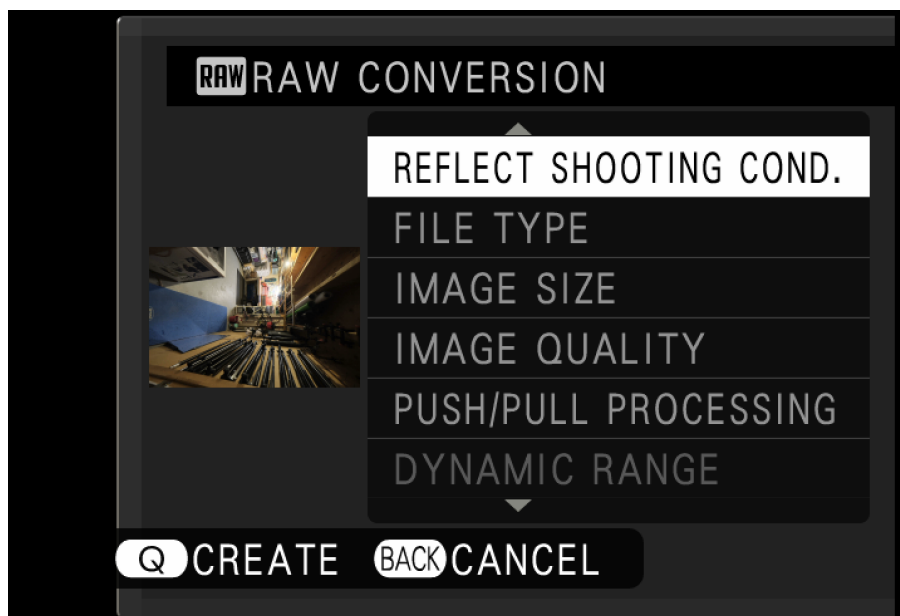 RAW RAW CONVERSION
REFLECT SHOOTING COND.
FILE TYPE
IMAGE SIZE
IMAGE QUALITY
PUSH/PULL PROCESSING
DYNAMIC RANGE
Q CREATE BACK CANCEL